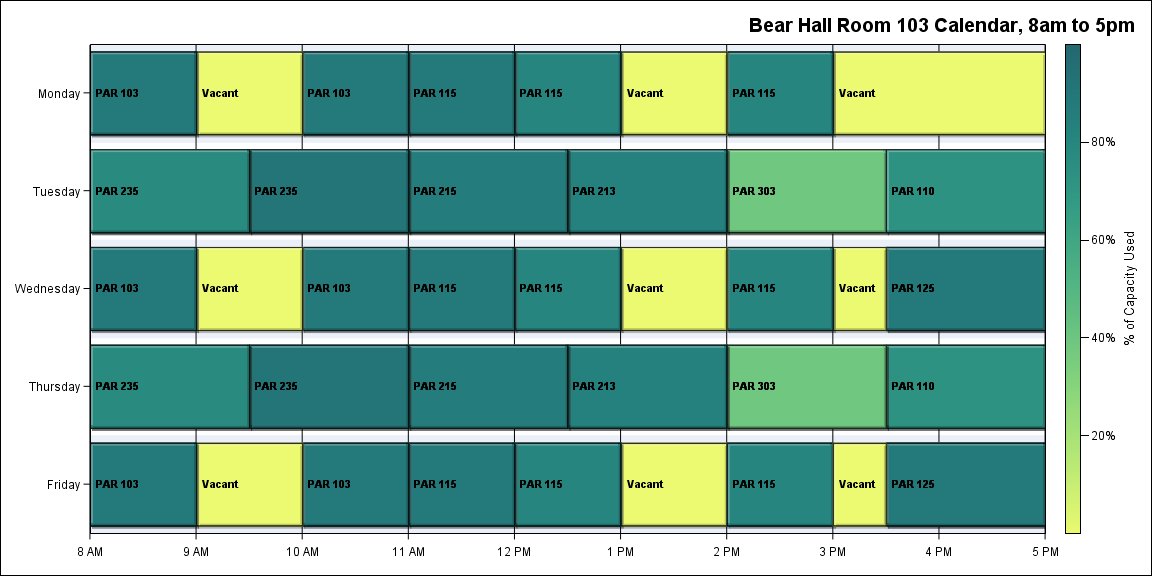 Bear Hall Room 103 Calendar, 8am to 5pm
Monday
PAR 103
Vacant
PAR 103
PAR 115
PAR 115
Vacant
PAR 115
Vacant
Tuesday
PAR 235
PAR 235
PAR 215
PAR 213
PAR 303
PAR 110
Wednesday
PAR 103
Vacant
PAR 103
PAR 115
PAR 115
Vacant
PAR 115
Vacant
PAR 125
Thursday
PAR 235
PAR 235
PAR 215
PAR 213
PAR 303
PAR 110
Friday
PAR 103
Vacant
PAR 103
PAR 115
PAR 115
Vacant
PAR 115
Vacant
PAR 125
8 AM
9 AM
10 AM
11 AM
12 PM
1 PM
2 PM
3 PM
4 PM
5 PM
80%
60%
40%
20%
% of Capacity Used